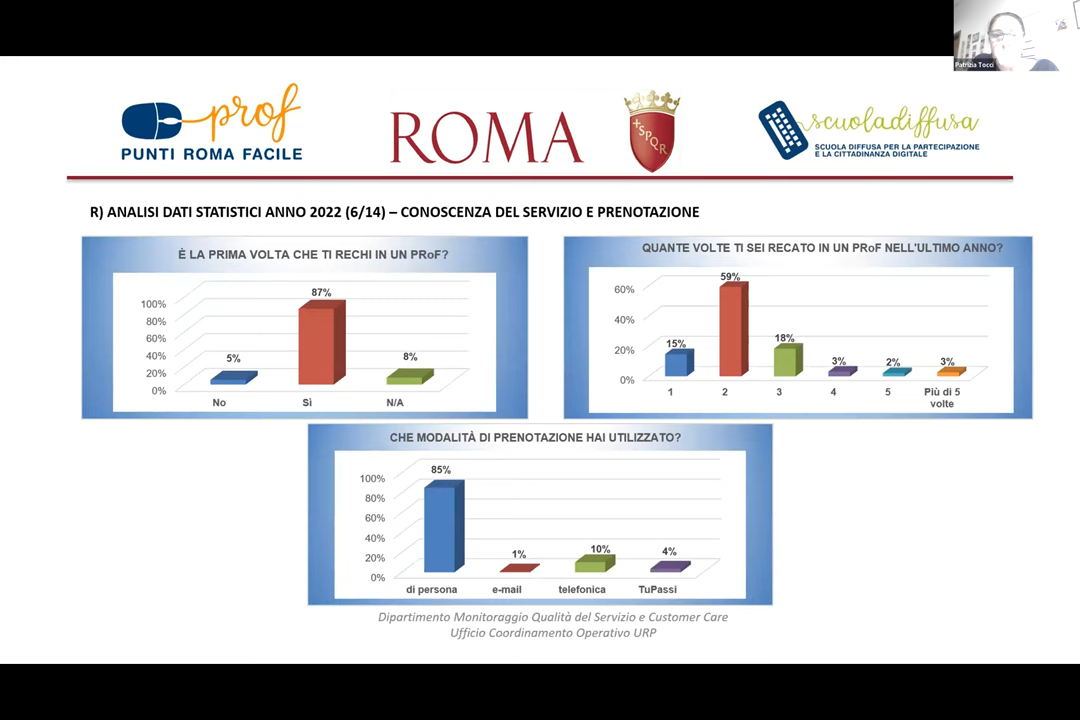 Patrizia Tocci
prof
PUNTI ROMA FACILE
ROMA
SPQR
scuoladiffusa
SCUOLA DIFFUSA PER LA PARTECIPAZIONE
E LA CITTADINANZA DIGITALE
R) ANALISI DATI STATISTICI ANNO 2022 (6/14) – CONOSCENZA DEL SERVIZIO E PRENOTAZIONE
È LA PRIMA VOLTA CHE TI RECHI IN UN PRoF?
100%
80%
60%
40%
20%
0%
5%
87%
8%
No
Sì
N/A
QUANTE VOLTE TI SEI RECATO IN UN PRoF NELL'ULTIMO ANNO?
60%
40%
20%
0%
15%
59%
18%
3%
2%
3%
1
2
3
4
5
Più di 5
volte
CHE MODALITÀ DI PRENOTAZIONE HAI UTILIZZATO?
100%
80%
60%
40%
20%
0%
85%
1%
10%
4%
di persona
e-mail
telefonica
TuPassi
Dipartimento Monitoraggio Qualità del Servizio e Customer Care
Ufficio Coordinamento Operativo URP